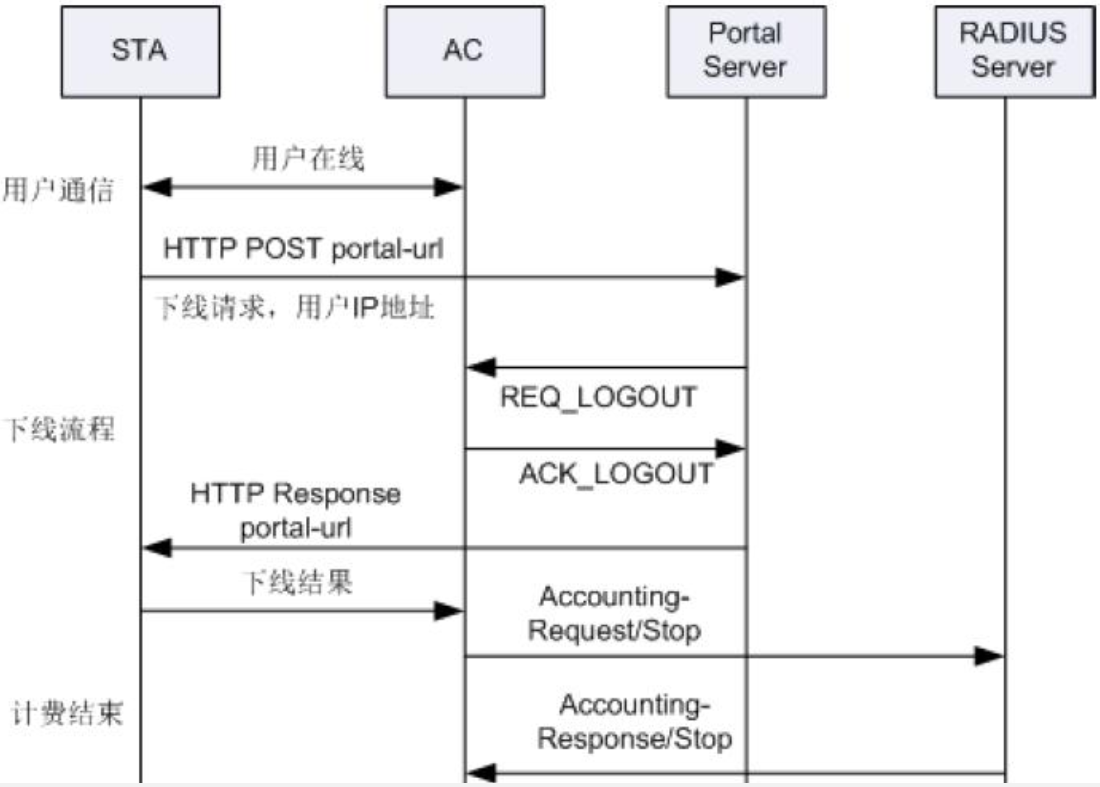 STA
AC
Portal
Server
RADIUS
Server
用户在线
用户通信
HTTP POST portal-url
下线请求，用户IP地址
REQ_LOGOUT
下线流程
ACK_LOGOUT
HTTP Response
portal-url
下线结果
Accounting-
Request/Stop
计费结束
Accounting-
Response/Stop